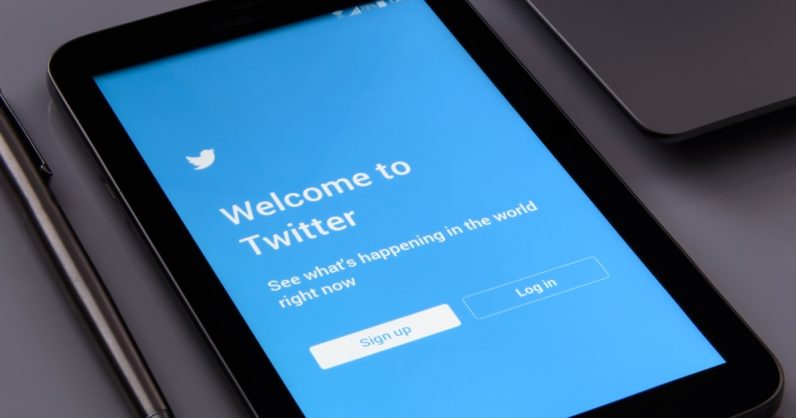 Welcome to
Twitter
See what's happening in the world
right now
Sign up
Log in